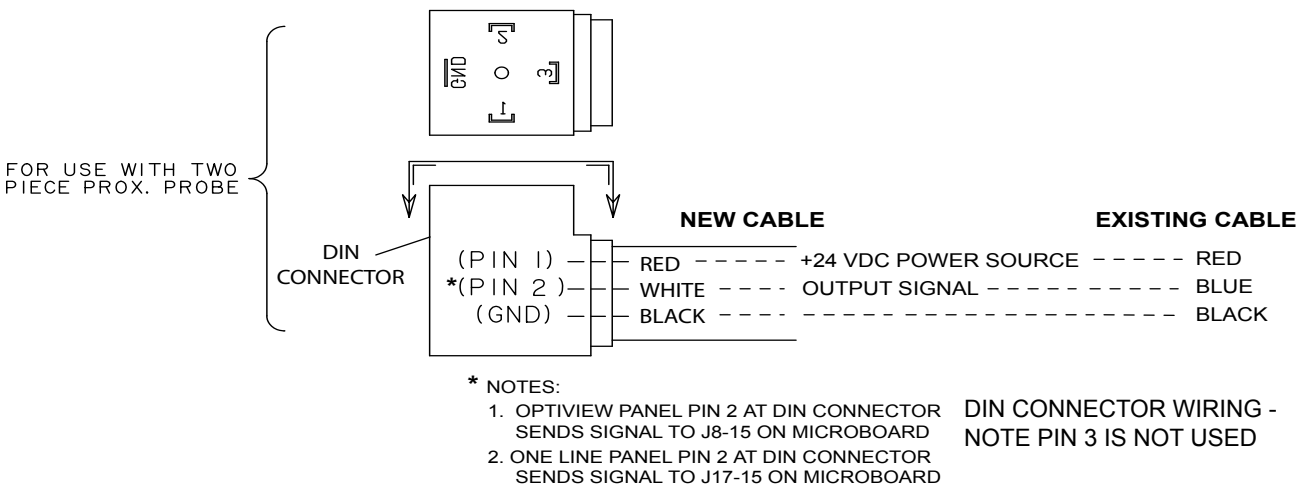 2
GND
3
1
FOR USE WITH TWO
PIECE PROX. PROBE
NEW CABLE
EXISTING CABLE
DIN
CONNECTOR
(PIN 1) RED +24 VDC POWER SOURCE RED
*(PIN 2) WHITE OUTPUT SIGNAL BLUE
(GND) BLACK BLACK
* NOTES:
1. OPTIVIEW PANEL PIN 2 AT DIN CONNECTOR
SENDS SIGNAL TO J8-15 ON MICROBOARD
2. ONE LINE PANEL PIN 2 AT DIN CONNECTOR
SENDS SIGNAL TO J17-15 ON MICROBOARD
DIN CONNECTOR WIRING -
NOTE PIN 3 IS NOT USED